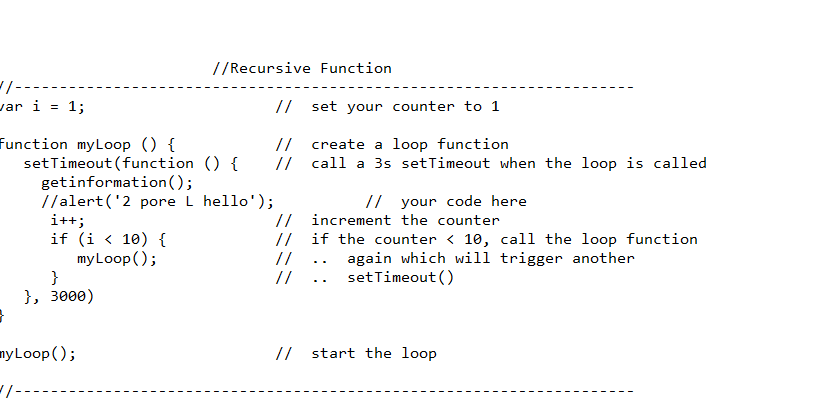 //Recursive Function
//---------------------------------------------------------------------
var i = 1;                     //  set your counter to 1
function myLoop () {           //  create a loop function
   setTimeout(function () {    //  call a 3s setTimeout when the loop is called
     getinformation();
     //alert('2 pore L hello');          //  your code here
      i++;                     //  increment the counter
      if (i < 10) {            //  if the counter < 10, call the loop function
         myLoop();             //  ..  again which will trigger another
      }                        //  ..  setTimeout()
   }, 3000)
}
myLoop();                      //  start the loop
//---------------------------------------------------------------------